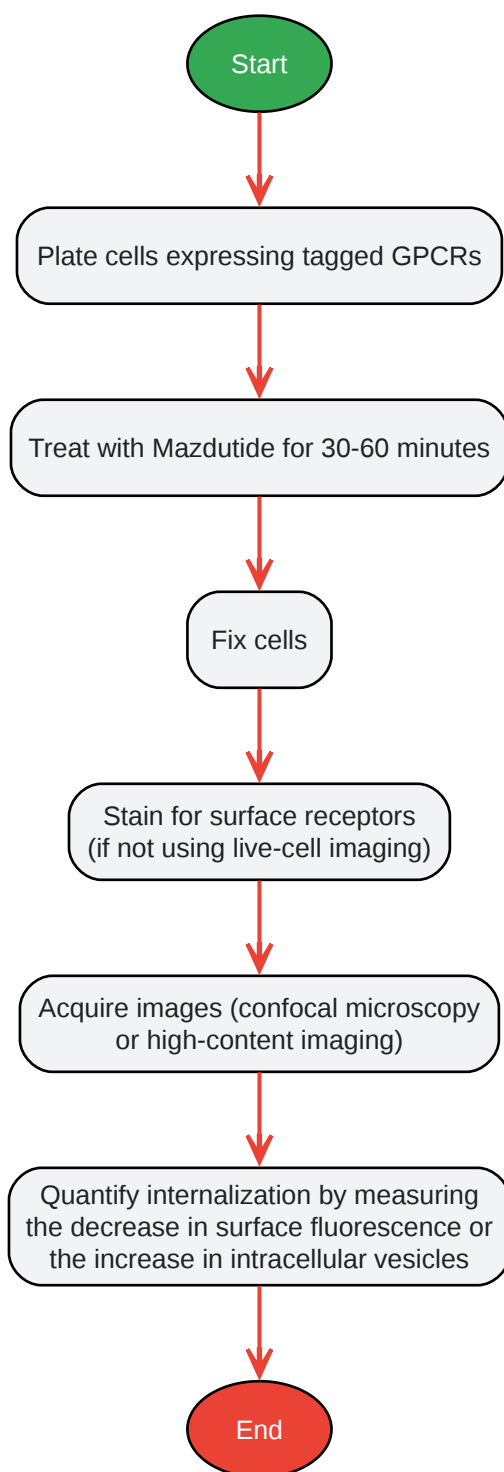 Start
Plate cells expressing tagged GPCRs
Treat with Mazdutide for 30-60 minutes
Fix cells
Stain for surface receptors
(if not using live-cell imaging)
Acquire images (confocal microscopy
or high-content imaging)
Quantify internalization by measuring
the decrease in surface fluorescence or
the increase in intracellular vesicles
End